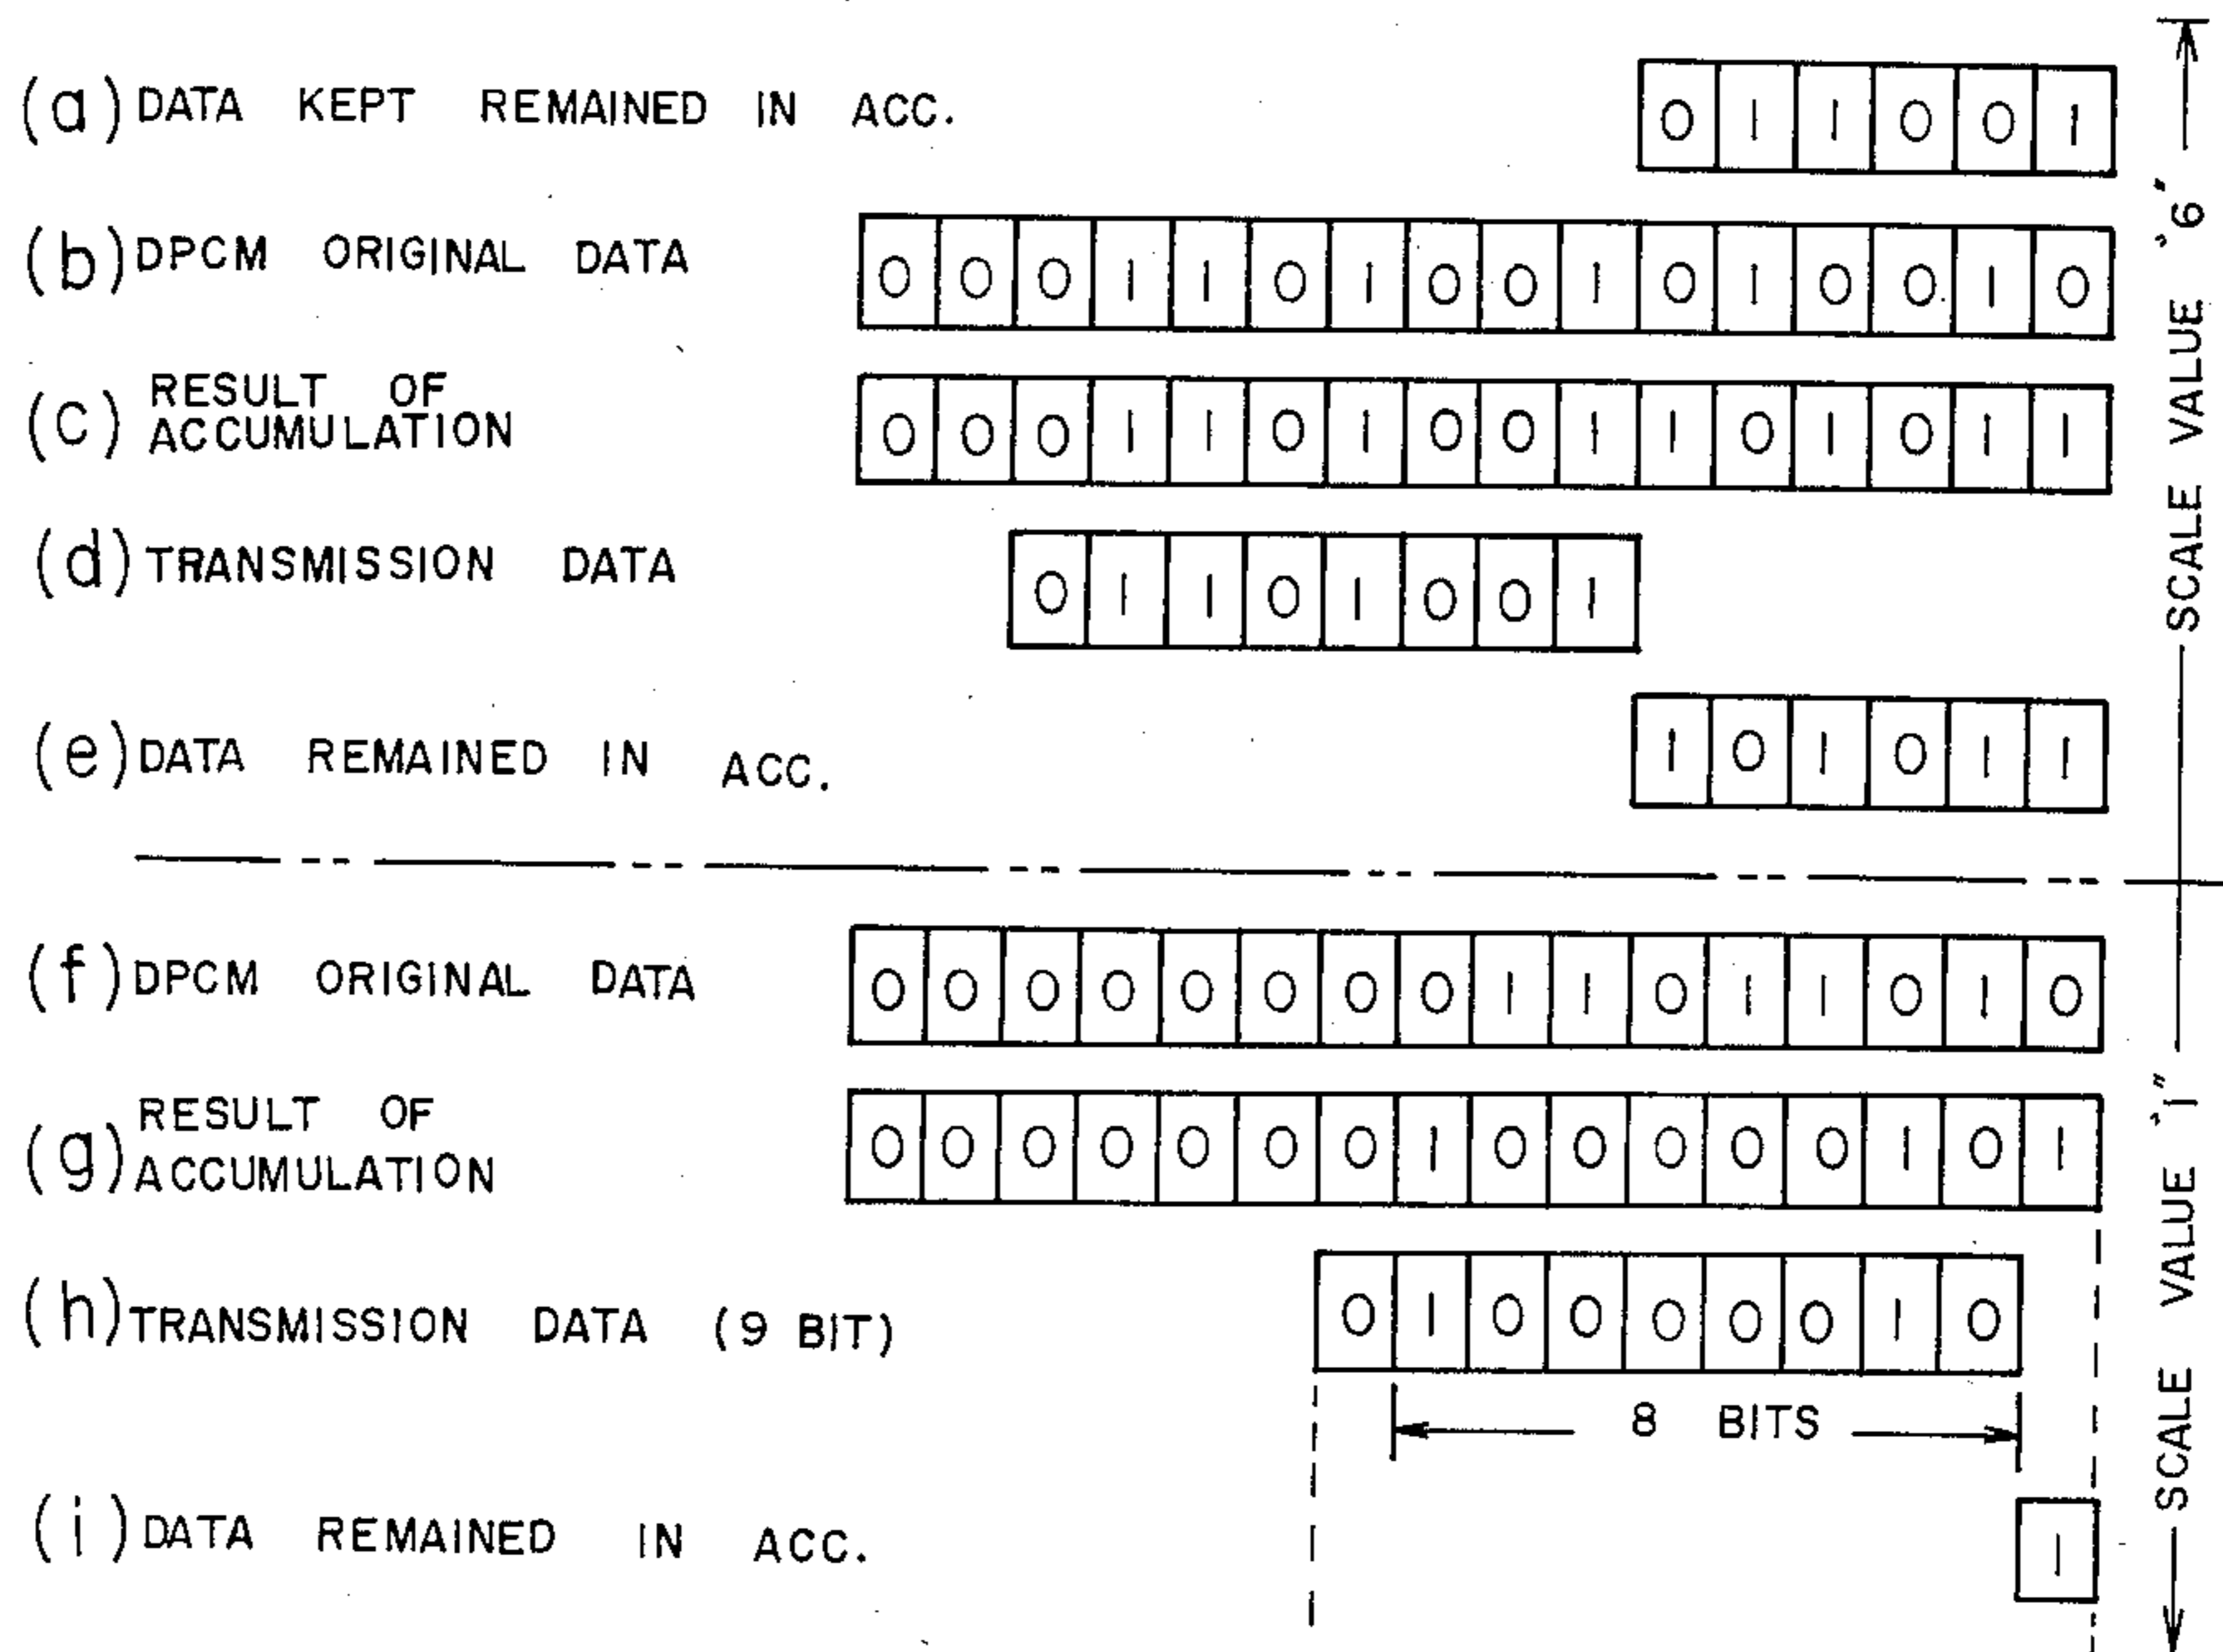 (a) DATA KEPT REMAINED IN ACC. 0 1 1 0 0 1
(b) DPCM ORIGINAL DATA 0 0 0 1 1 0 1 0 0 1 0 1 0 0 1 0
(c) RESULT OF
ACCUMULATION 0 0 0 1 1 0 1 0 0 1 1 0 1 0 1 1
(d) TRANSMISSION DATA 0 1 1 0 1 0 0 1
(e) DATA REMAINED IN ACC. 1 0 1 0 1 1
SCALE VALUE "6"
(f) DPCM ORIGINAL DATA 0 0 0 0 0 0 0 0 1 1 0 1 1 0 1 0
(g) RESULT OF
ACCUMULATION 0 0 0 0 0 0 0 1 0 0 0 0 0 1 0 1
(h) TRANSMISSION DATA (9 BIT) 0 1 0 0 0 0 0 1 0
8 BITS
(i) DATA REMAINED IN ACC. 1
SCALE VALUE "1"